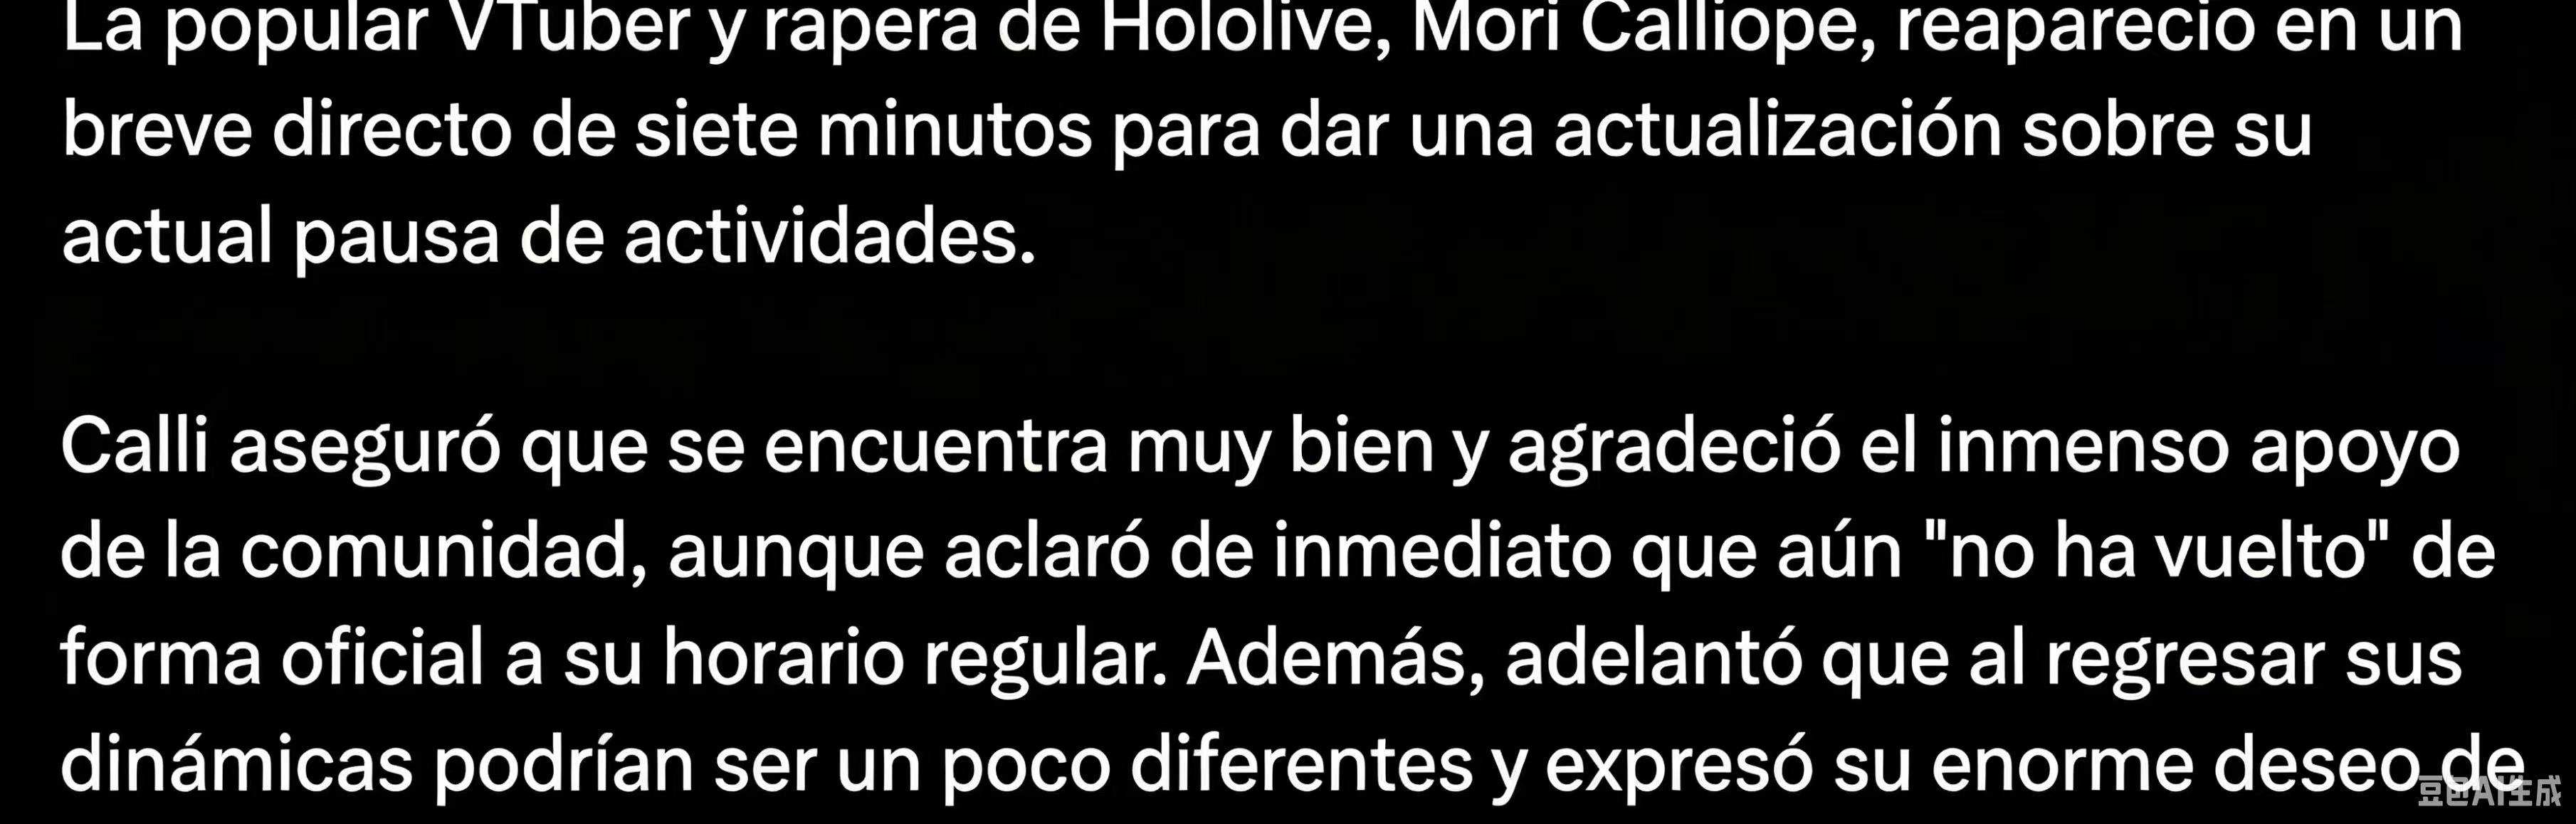 La popular VTuber y rapera de Hololive, Mori Calliope, reapareció en un
breve directo de siete minutos para dar una actualización sobre su
actual pausa de actividades.
Calli aseguró que se encuentra muy bien y agradeció el inmenso apoyo
de la comunidad, aunque aclaró de inmediato que aún "no ha vuelto" de
forma oficial a su horario regular. Además, adelantó que al regresar sus
dinámicas podrían ser un poco diferentes y expresó su enorme deseo de
豆包AI生成